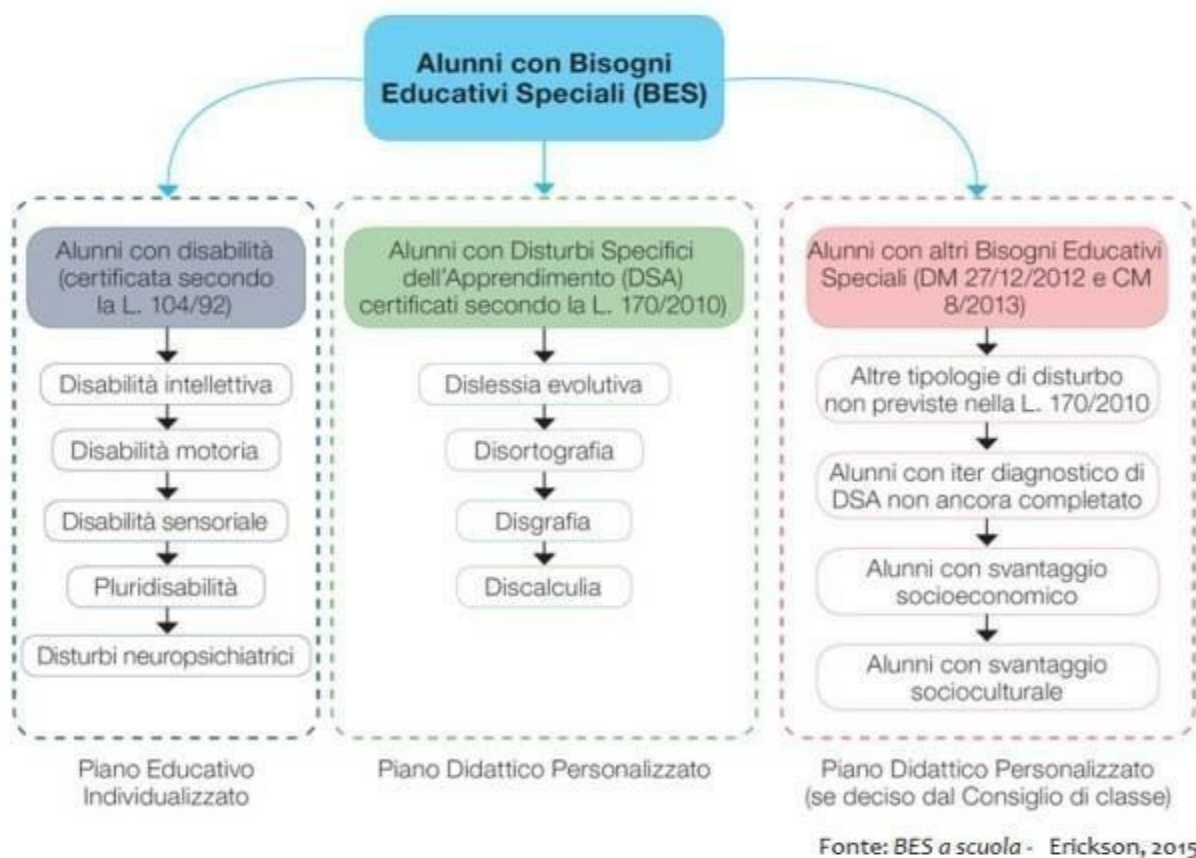 Alunni con Bisogni
Educativi Speciali (BES)
Alunni con disabilità
(certificata secondo
la L. 104/92)
Disabilità intellettiva
Disabilità motoria
Disabilità sensoriale
Pluridisabilità
Disturbi neuropsichiatrici
Piano Educativo
Individualizzato
Alunni con Disturbi Specifici
dell'Apprendimento (DSA)
certificati secondo la L. 170/2010)
Dislessia evolutiva
Disortografia
Disgrafia
Discalculia
Piano Didattico Personalizzato
Alunni con altri Bisogni Educativi
Speciali (DM 27/12/2012 e CM
8/2013)
Altre tipologie di disturbo
non previste nella L. 170/2010
Alunni con iter diagnostico di
DSA non ancora completato
Alunni con svantaggio
socioeconomico
Alunni con svantaggio
socioculturale
Piano Didattico Personalizzato
(se deciso dal Consiglio di classe)
Fonte: BES a scuola - Erickson, 2015